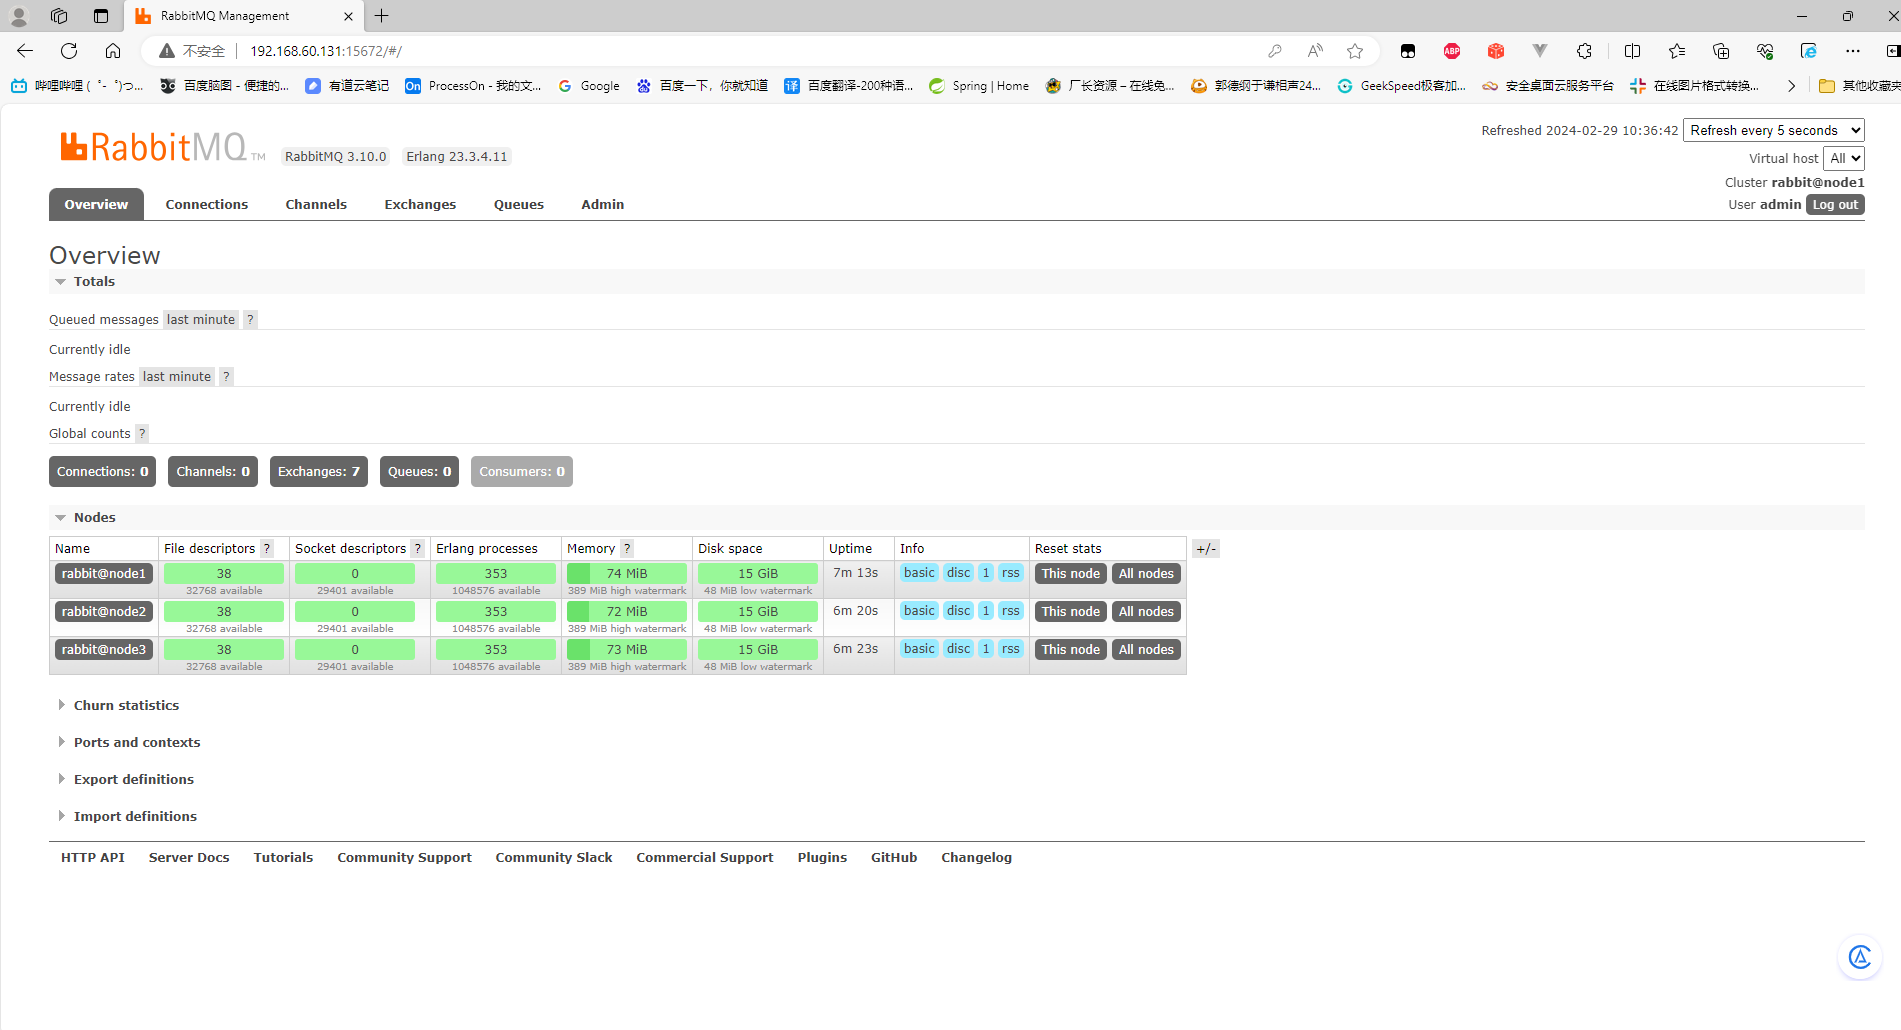 RabbitMQ Management
不安全 192.168.60.131:15672/#/
哔哩哔哩 ( ゜- ゜)つ... 百度脑图 - 便捷的... 有道云笔记 ProcessOn - 我的文... Google 百度一下，你就知道 百度翻译-200种语... Spring | Home 厂长资源 – 在线免... 郭德纲于谦相声24... GeekSpeed极客加... 安全桌面云服务平台 在线图片格式转换... 其他收藏夹
Refreshed 2024-02-29 10:36:42 Refresh every 5 seconds
RabbitMQ TM RabbitMQ 3.10.0 Erlang 23.3.4.11
Virtual host All
Cluster rabbit@node1
User admin Log out
Overview Connections Channels Exchanges Queues Admin
Overview
Totals
Queued messages last minute ?
Currently idle
Message rates last minute ?
Currently idle
Global counts ?
Connections: 0 Channels: 0 Exchanges: 7 Queues: 0 Consumers: 0
Nodes
Name File descriptors ? Socket descriptors ? Erlang processes Memory ? Disk space Uptime Info Reset stats +/-
rabbit@node1 38 0 353 74 MiB 15 GiB 7m 13s basic disc 1 rss This node All nodes
32768 available 29401 available 1048576 available 389 MiB high watermark 48 MiB low watermark
rabbit@node2 38 0 353 72 MiB 15 GiB 6m 20s basic disc 1 rss This node All nodes
32768 available 29401 available 1048576 available 389 MiB high watermark 48 MiB low watermark
rabbit@node3 38 0 353 73 MiB 15 GiB 6m 23s basic disc 1 rss This node All nodes
32768 available 29401 available 1048576 available 389 MiB high watermark 48 MiB low watermark
Churn statistics
Ports and contexts
Export definitions
Import definitions
HTTP API Server Docs Tutorials Community Support Community Slack Commercial Support Plugins GitHub Changelog